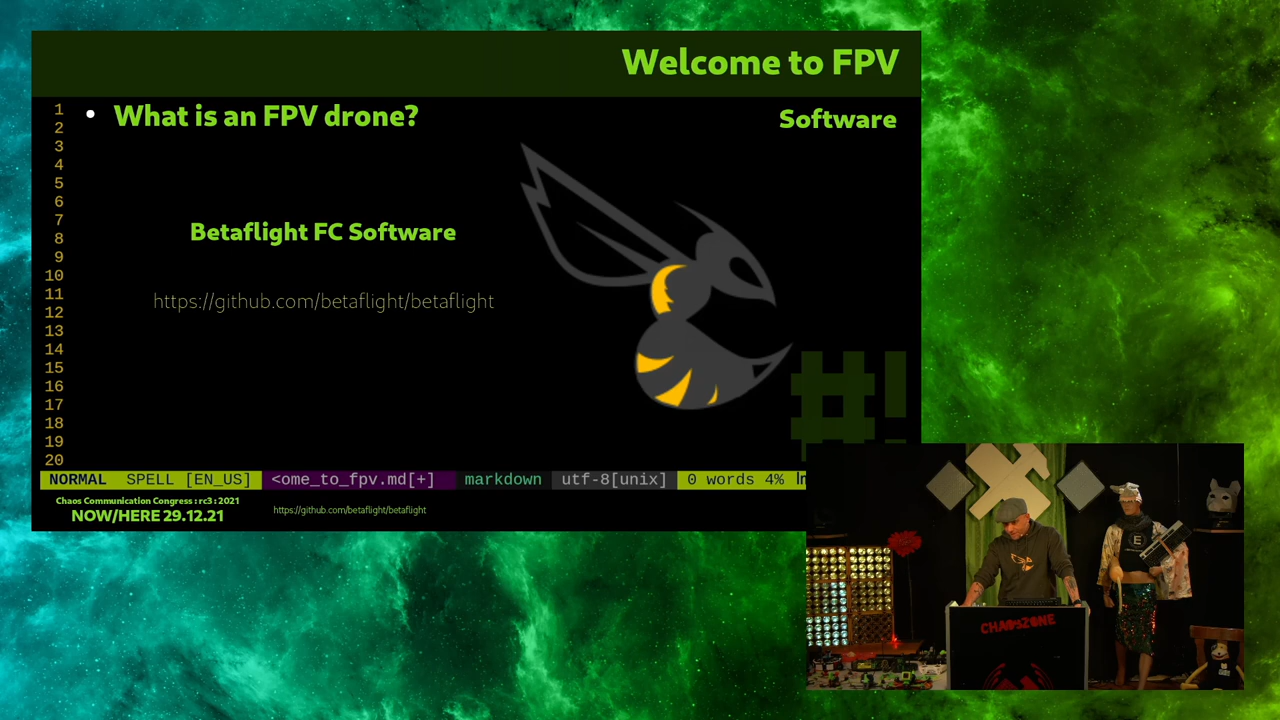 Welcome to FPV
• What is an FPV drone?
Software
Betaflight FC Software
https://github.com/betaflight/betaflight
1
2
3
4
5
6
7
8
9
10
11
12
13
14
15
16
17
18
19
20
#!
NORMAL SPELL [EN_US] <ome_to_fpv.md[+] markdown utf-8[unix] 0 words 4%
Chaos Communication Congress : rc3 : 2021
NOW/HERE 29.12.21
https://github.com/betaflight/betaflight
E
CHAOSZONE